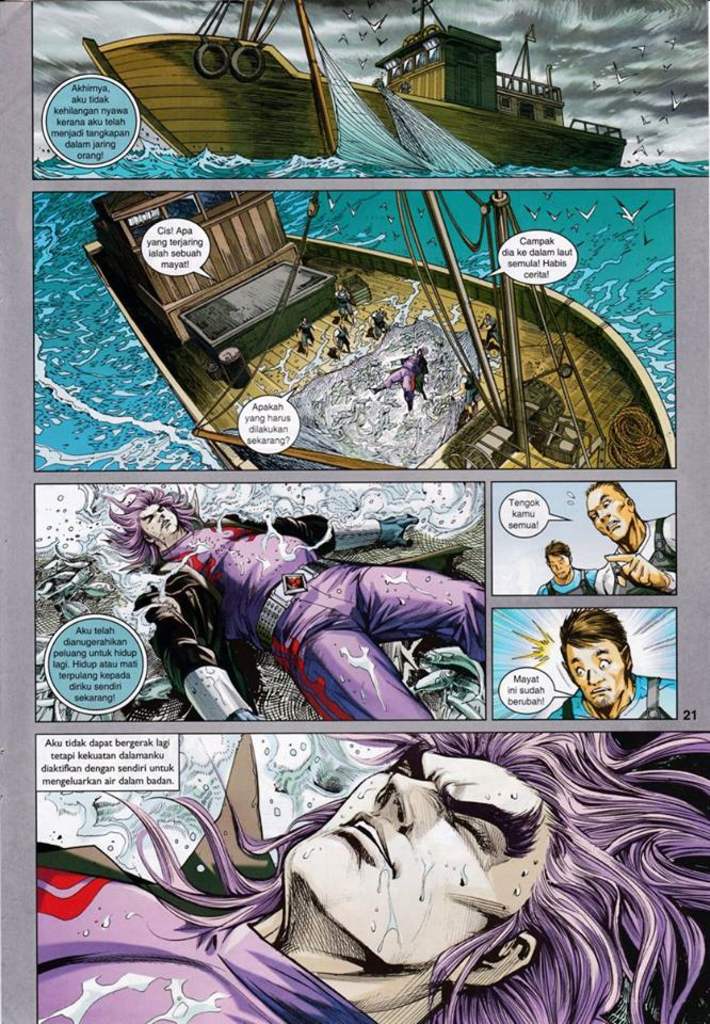 Akhirnya,
aku tidak
kehilangan nyawa
kerana aku telah
menjadi tangkapan
dalam jaring
orang!
Cis! Apa
yang terjaring
ialah sebuah
mayat!
Campak
dia ke dalam laut
semula! Habis
cerita!
Apakah
yang harus
dilakukan
sekarang?
Aku telah
dianugerahikan
peluang untuk hidup
lagi. Hidup atau mati
terpulang kepada
diriku sendiri
sekarang!
Tengok
kamu
semua!
Mayat
ini sudah
berubah!
21
Aku tidak dapat bergerak lagi
tetapi kekuatan dalamanku
diaktifkan dengan sendiri untuk
mengeluarkan air dalam badan.